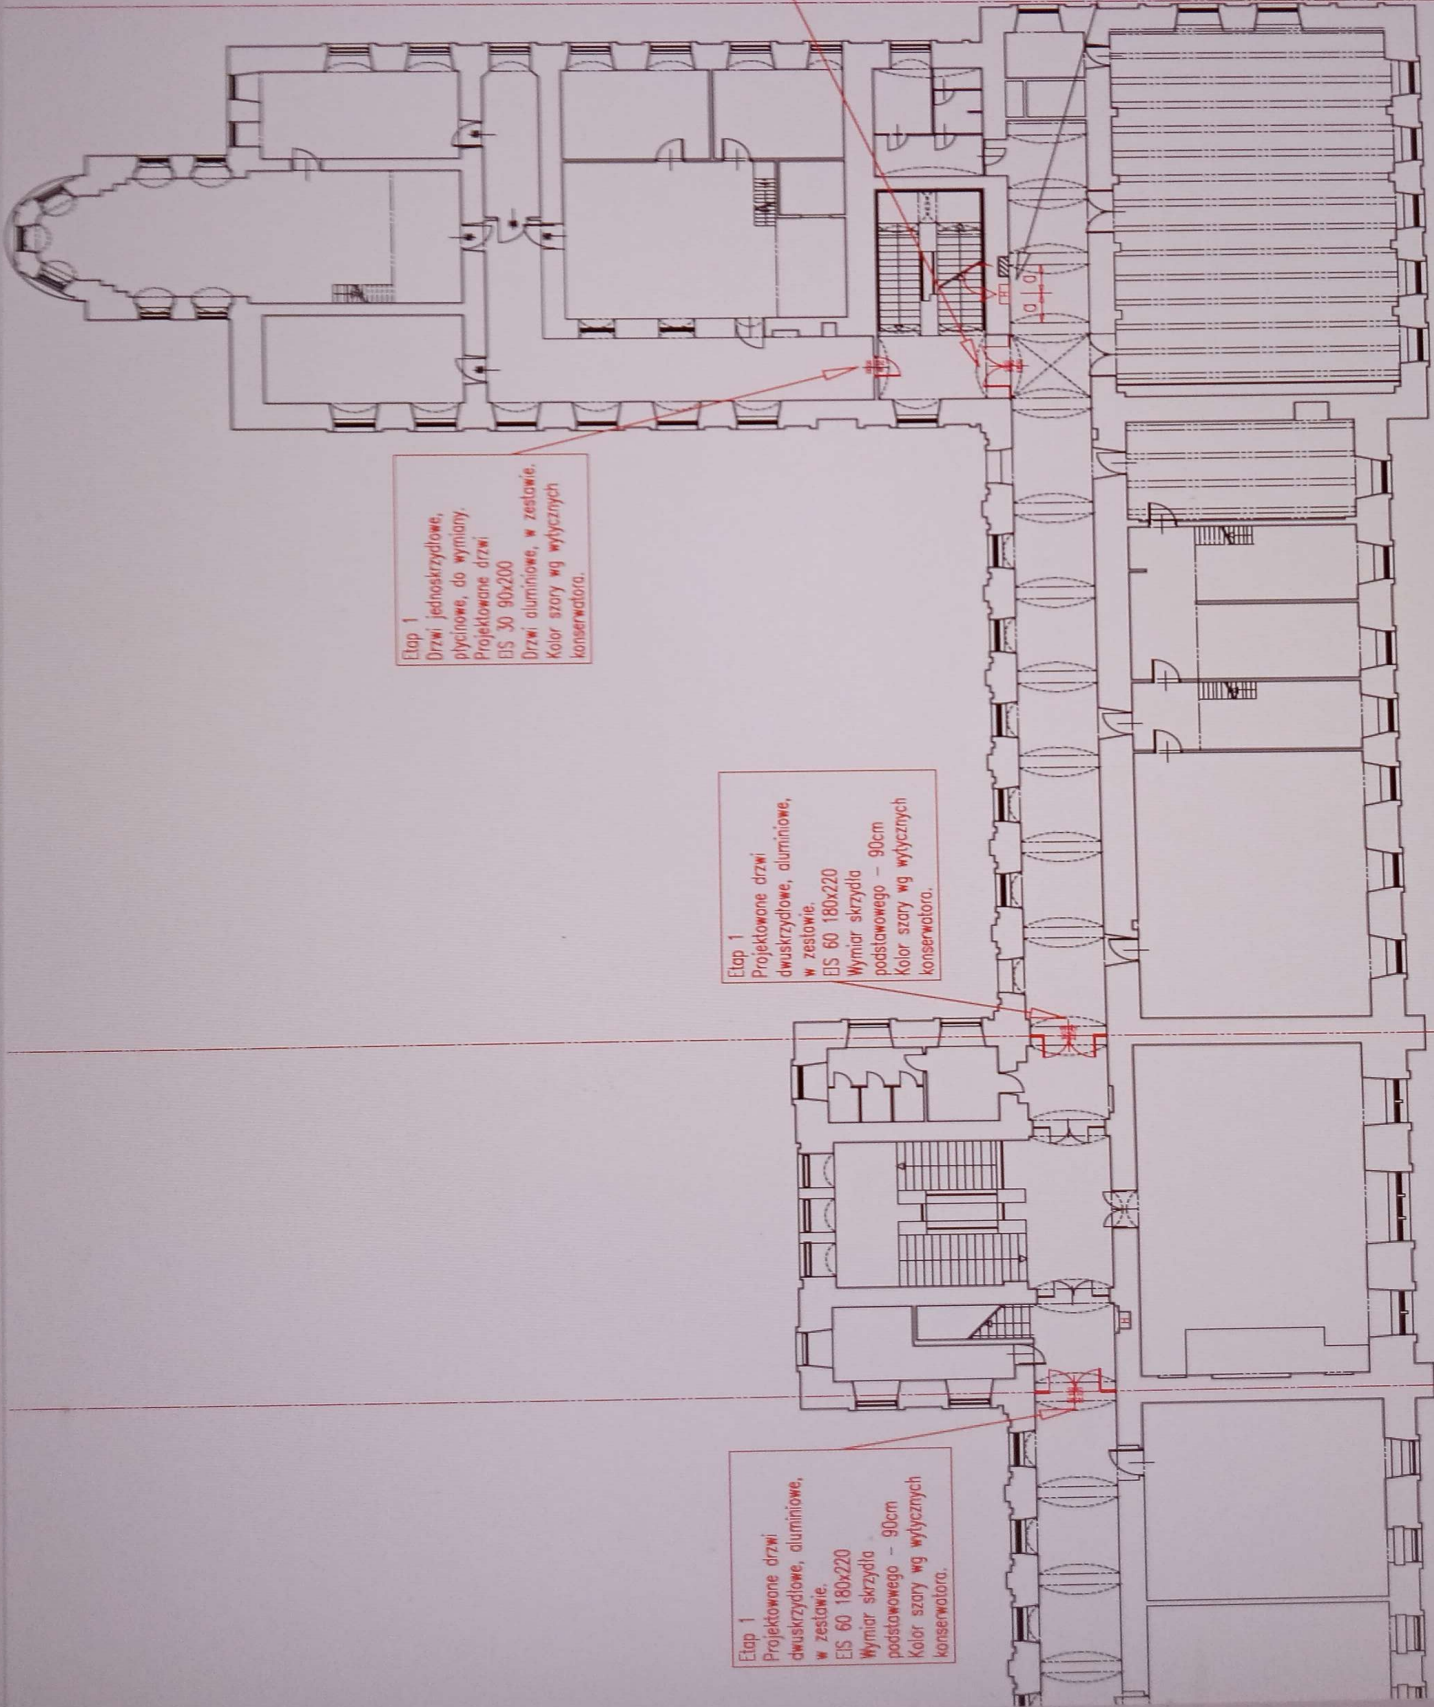 Etap 1
Drzwi jednoskrzydłowe,
płycinowe, do wymiany.
Projektowane drzwi
EIS 30 90x200
Drzwi aluminiowe, w zestawie.
Kolor szary wg wytycznych
konserwatora.
Etap 1
Projektowane drzwi
dwuskrzydłowe, aluminiowe,
w zestawie.
EIS 60 180x220
Wymiar skrzydła
podstawowego – 90cm
Kolor szary wg wytycznych
konserwatora.
Etap 1
Projektowane drzwi
dwuskrzydłowe, aluminiowe,
w zestawie.
EIS 60 180x220
Wymiar skrzydła
podstawowego – 90cm
Kolor szary wg wytycznych
konserwatora.
H
H